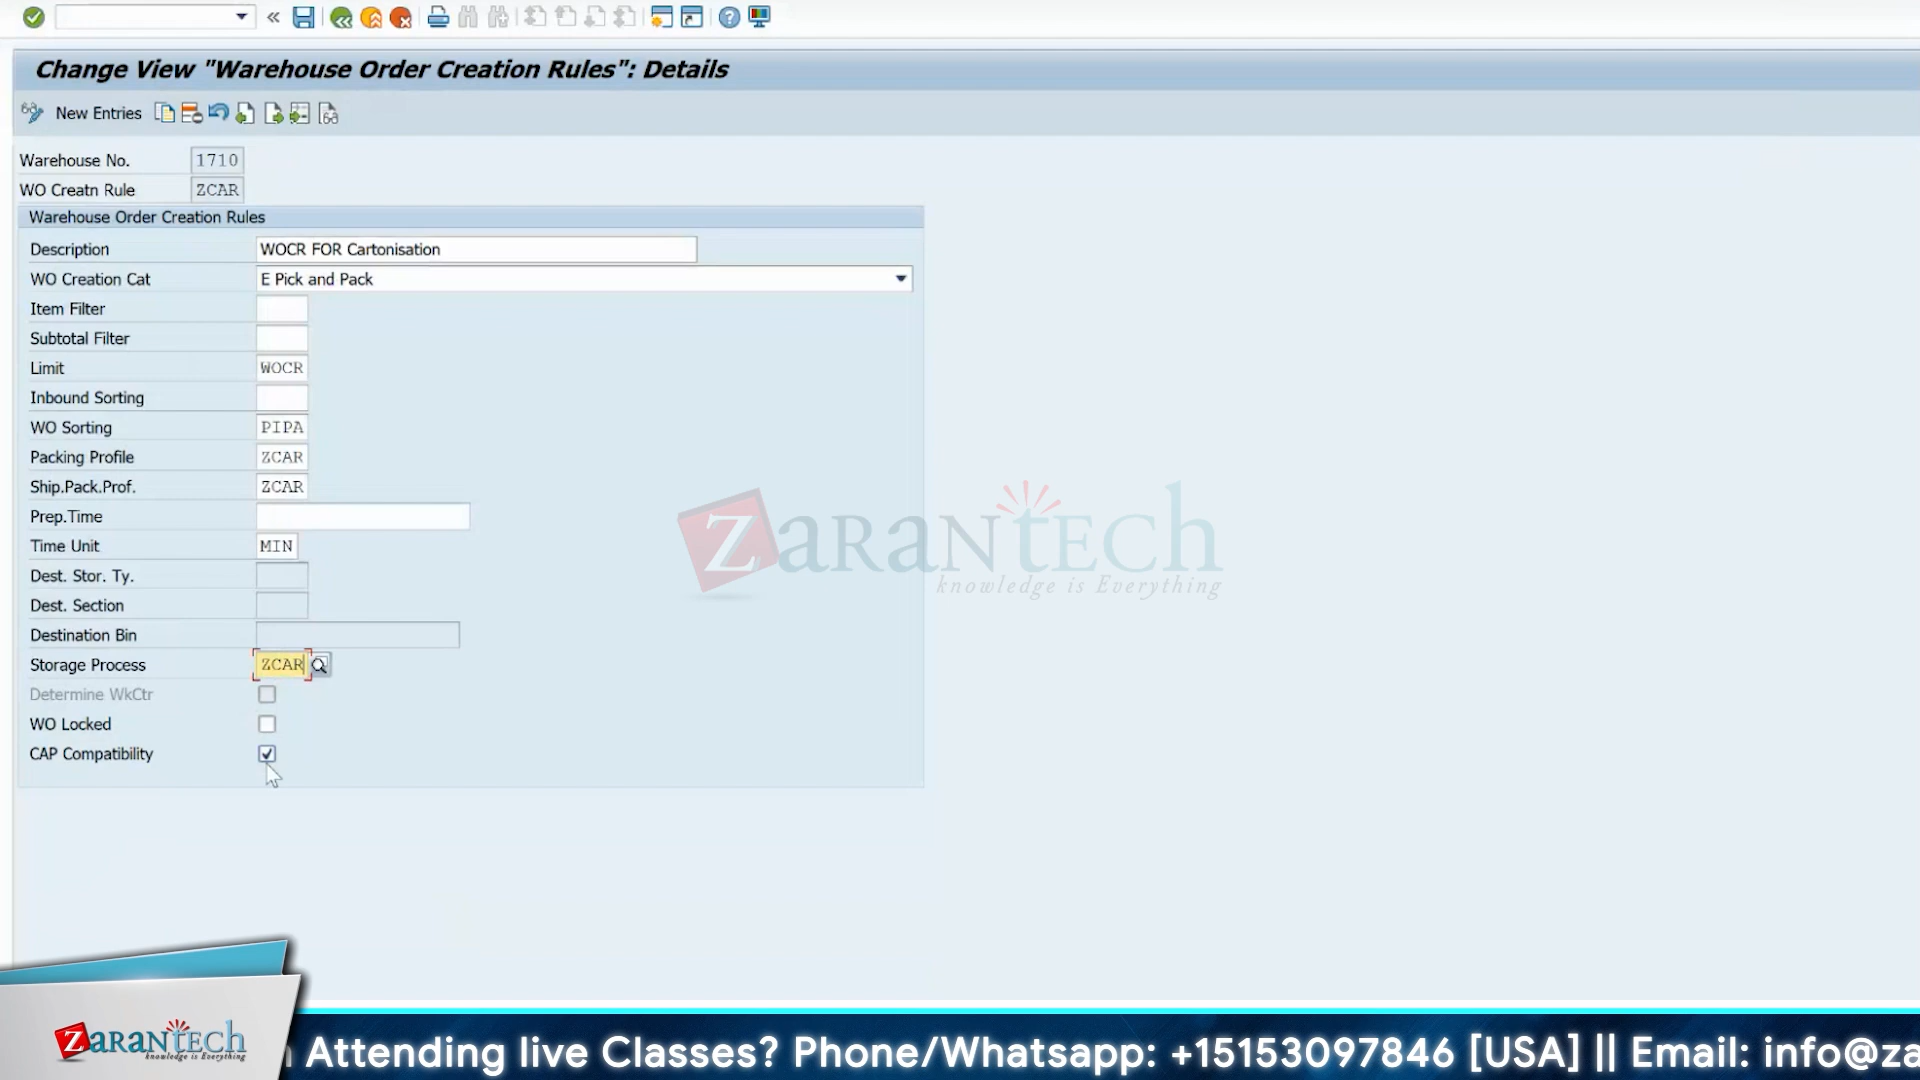 Change View "Warehouse Order Creation Rules": Details
New Entries
Warehouse No. 1710
WO Creatn Rule ZCAR
Warehouse Order Creation Rules
Description WOCR FOR Cartonisation
WO Creation Cat E Pick and Pack
Item Filter
Subtotal Filter
Limit WOCR
Inbound Sorting
WO Sorting PIPA
Packing Profile ZCAR
Ship.Pack.Prof. ZCAR
Prep.Time
Time Unit MIN
Dest. Stor. Ty.
Dest. Section
Destination Bin
Storage Process ZCAR
Determine WkCtr
WO Locked
CAP Compatibility
ZARANTECH
knowledge is Everything
ZARANTECH
knowledge is Everything
Attending live Classes? Phone/Whatsapp: +15153097846 [USA] || Email: info@za